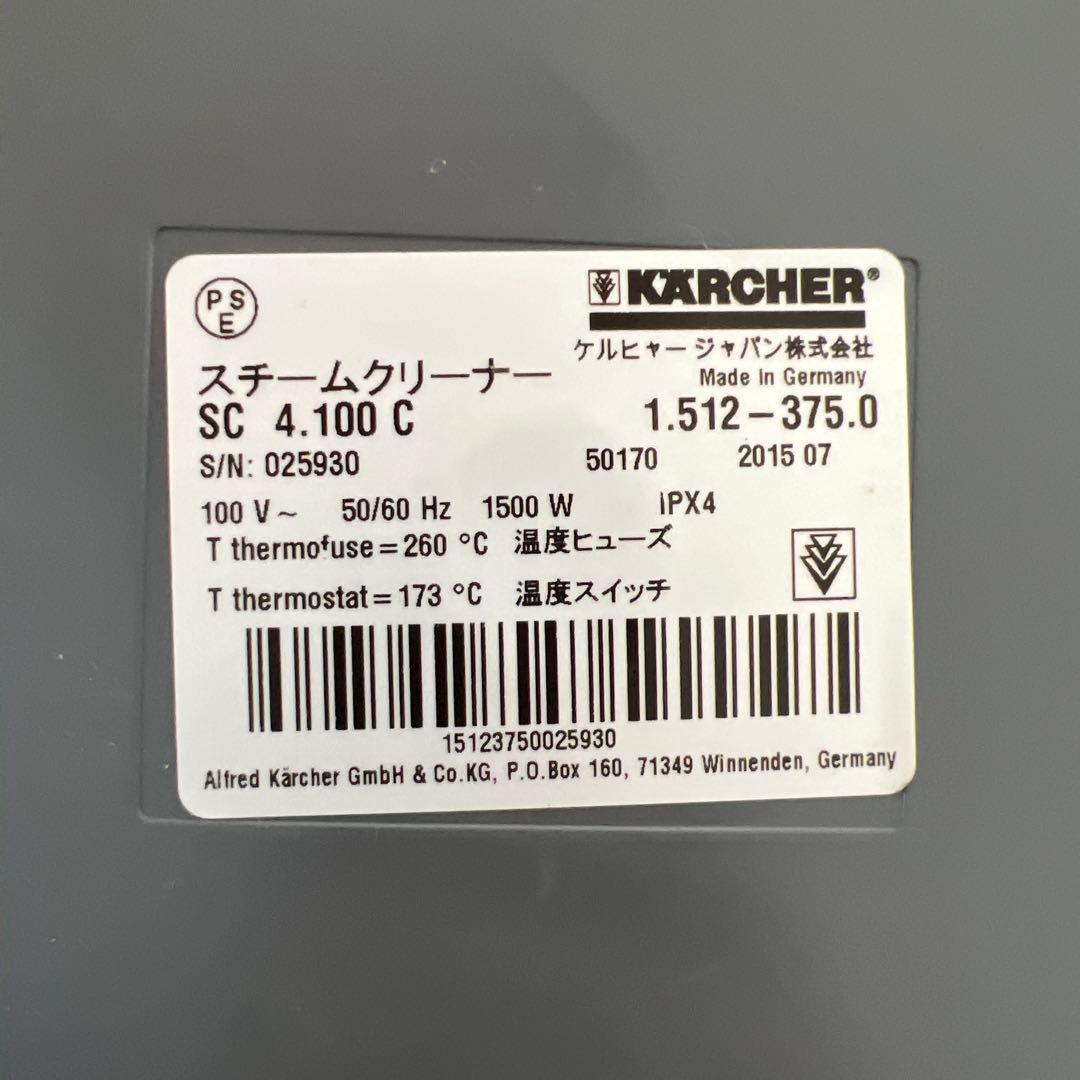 PSE
KÄRCHER®
ケルヒャージャパン株式会社
スチームクリーナー
Made In Germany
SC 4.100 C 1.512-375.0
S/N: 025930 50170 2015 07
100 V~ 50/60 Hz 1500 W IPX4
T thermofuse=260 °C 温度ヒューズ
T thermostat=173 °C 温度スイッチ
15123750025930
Alfred Kärcher GmbH & Co.KG, P.O.Box 160, 71349 Winnenden, Germany